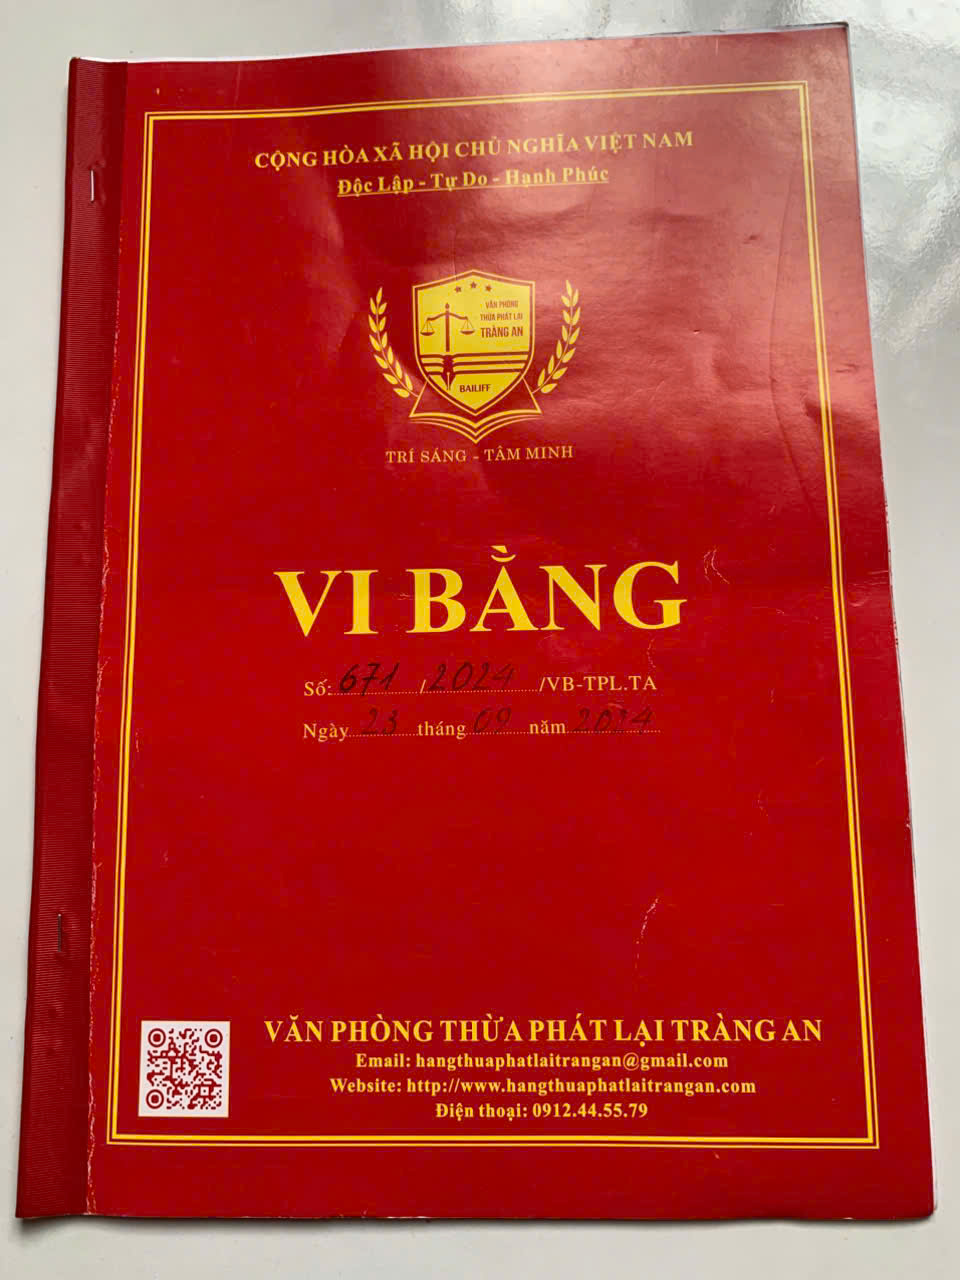 CỘNG HÒA XÃ HỘI CHỦ NGHĨA VIỆT NAM
Độc Lập - Tự Do - Hạnh Phúc
VĂN PHÒNG
THỪA PHÁT LẠI
TRÀNG AN
BAILIFF
TRÍ SÁNG - TÂM MINH
VI BẰNG
Số: 671 / 2024 /VB-TPL.TA
Ngày 23 tháng 09 năm 2024
VĂN PHÒNG THỪA PHÁT LẠI TRÀNG AN
Email: hangthuaphatlaitrangan@gmail.com
Website: http://www.hangthuaphatlaitrangan.com
Điện thoại: 0912.44.55.79